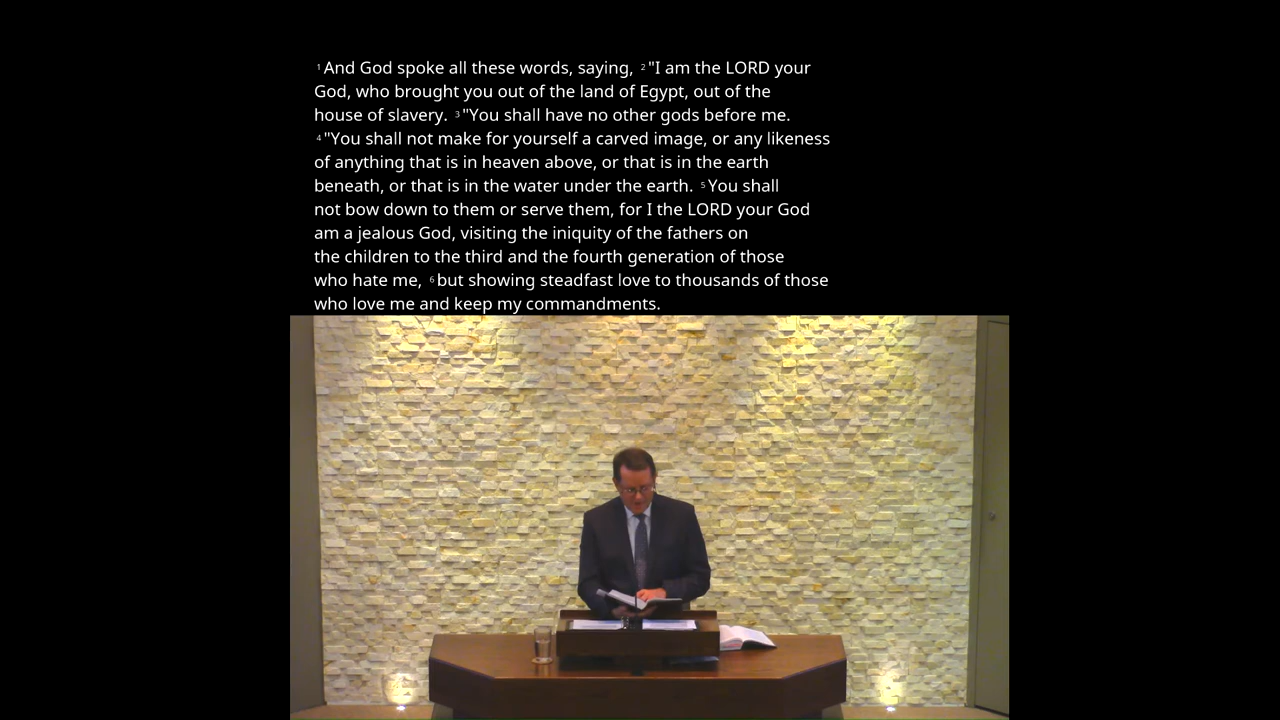 1 And God spoke all these words, saying, 2 "I am the LORD your
God, who brought you out of the land of Egypt, out of the
house of slavery. 3 "You shall have no other gods before me.
4 "You shall not make for yourself a carved image, or any likeness
of anything that is in heaven above, or that is in the earth
beneath, or that is in the water under the earth. 5 You shall
not bow down to them or serve them, for I the LORD your God
am a jealous God, visiting the iniquity of the fathers on
the children to the third and the fourth generation of those
who hate me, 6 but showing steadfast love to thousands of those
who love me and keep my commandments.